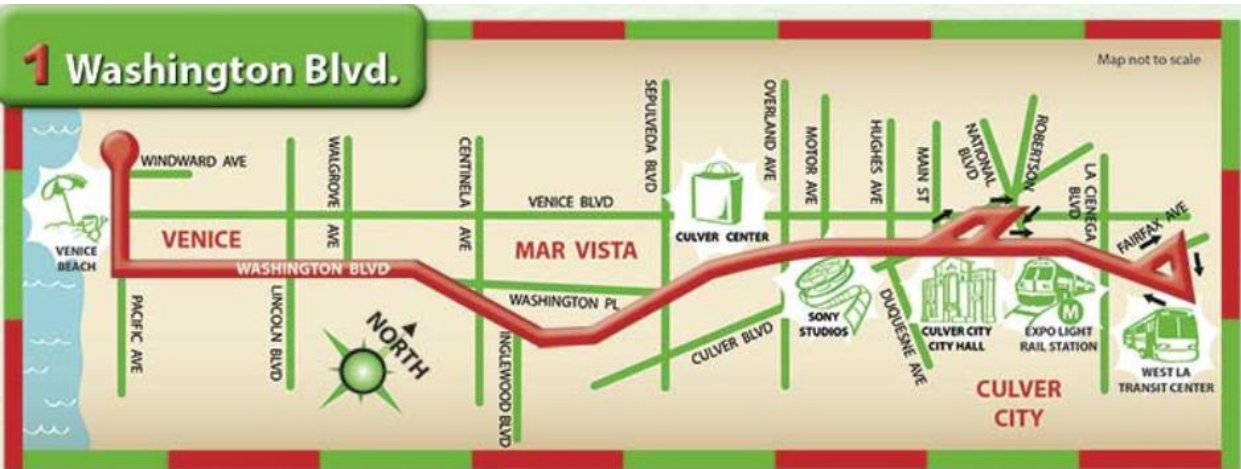 1 Washington Blvd.
Map not to scale
WINDWARD AVE
WALGROVE AVE
CENTINELA AVE
SEPULVEDA BLVD
OVERLAND AVE
MOTOR AVE
HUGHES AVE
MAIN ST
NATIONAL BLVD
ROBERTSON
LA CIENEGA BLVD
FAIRFAX AVE
VENICE BLVD
CULVER CENTER
VENICE
MAR VISTA
VENICE BEACH
WASHINGTON BLVD
WASHINGTON PL
PACIFIC AVE
LINCOLN BLVD
NORTH
INGLEWOOD BLVD
CULVER BLVD
SONY STUDIOS
DUQUESNE AVE
CULVER CITY
CITY HALL
EXPO LIGHT
RAIL STATION
M
WEST LA
TRANSIT CENTER
CULVER
CITY